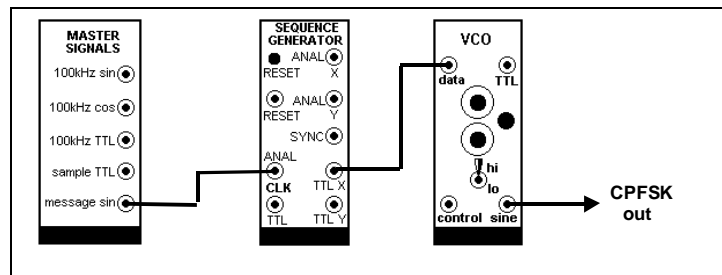 MASTER
SIGNALS
100kHz sin
100kHz cos
100kHz TTL
sample TTL
message sin
SEQUENCE
GENERATOR
ANAL
RESET
X
ANAL
RESET
Y
SYNC
ANAL
CLK
TTL X
TTL
TTL Y
VCO
data
TTL
hi
lo
control
sine
CPFSK
out